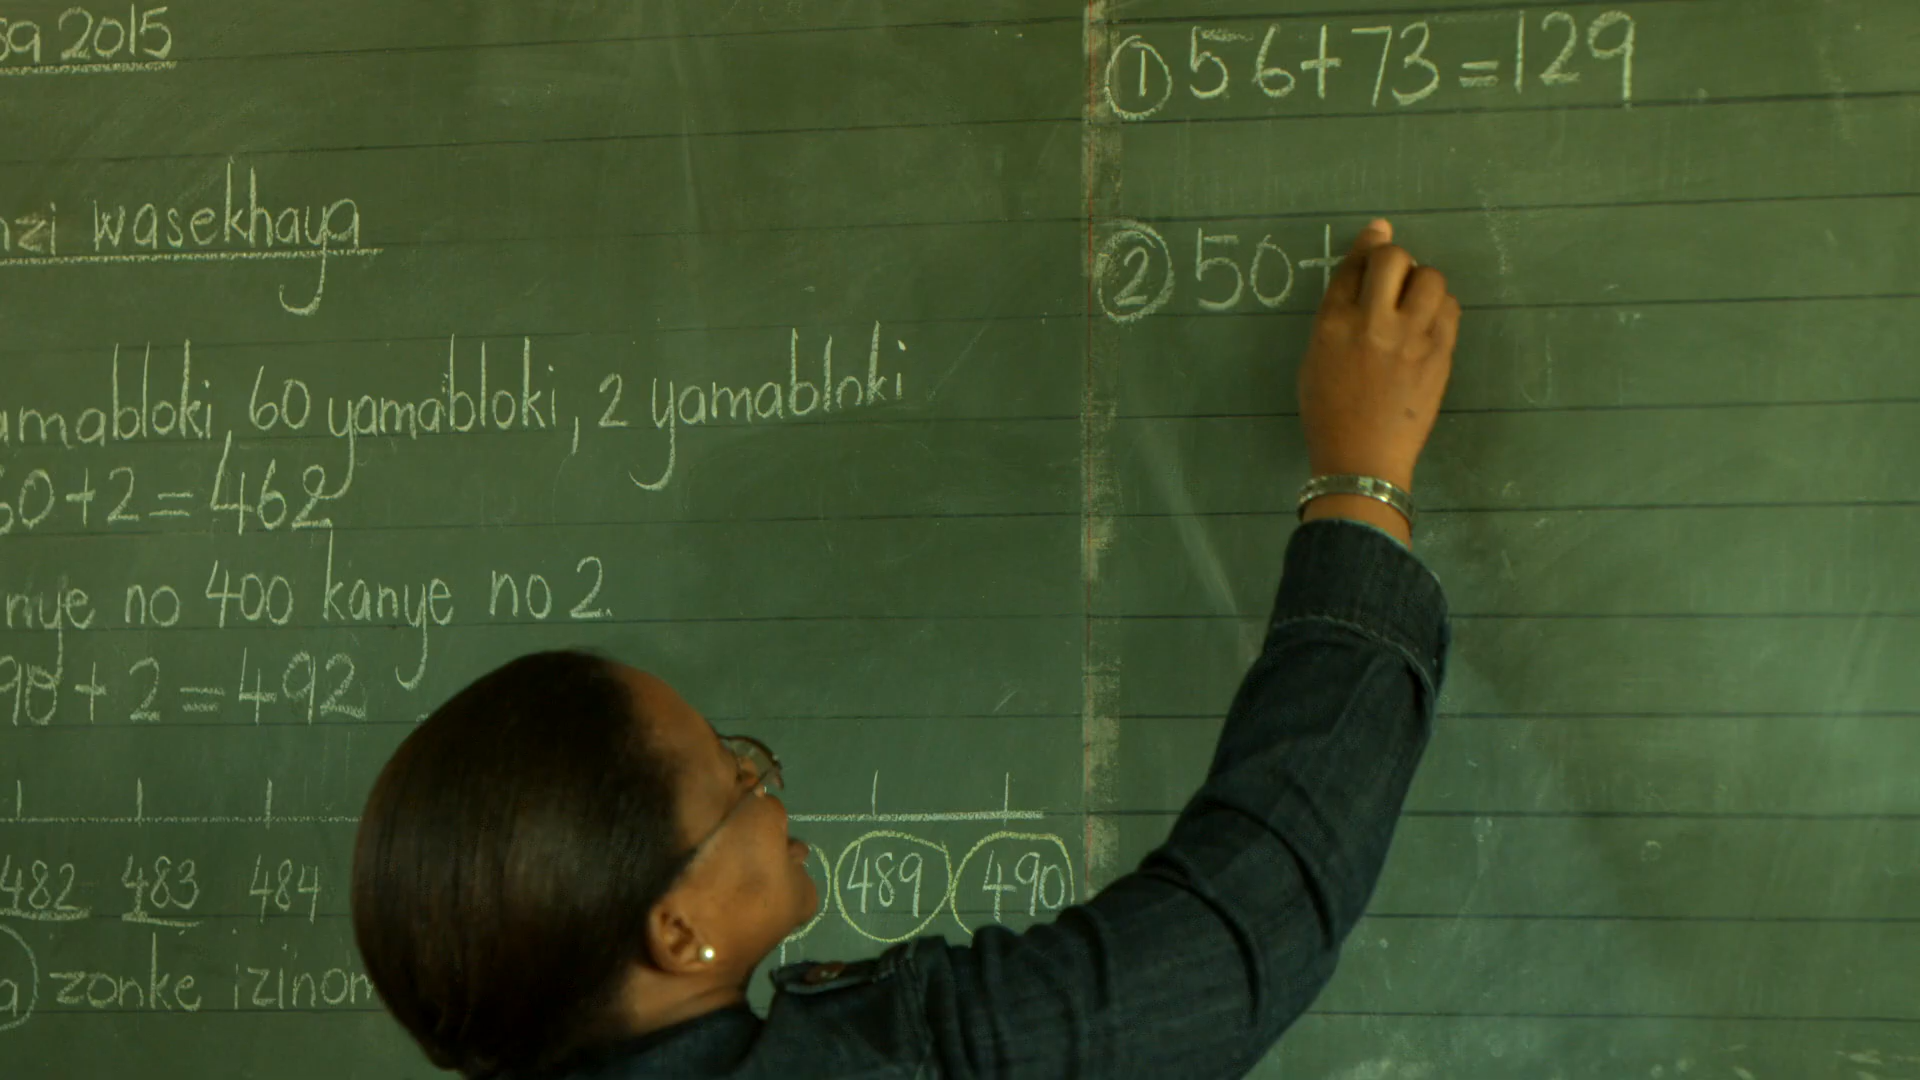 2015
wasekhaya
amabloki, 60 yamabloki, 2 yamabloki
60+2=462
nye no 400 kanye no 2.
90+2=492
482 483 484 489 490
a zonke izinom
① 56+73=129
② 50+